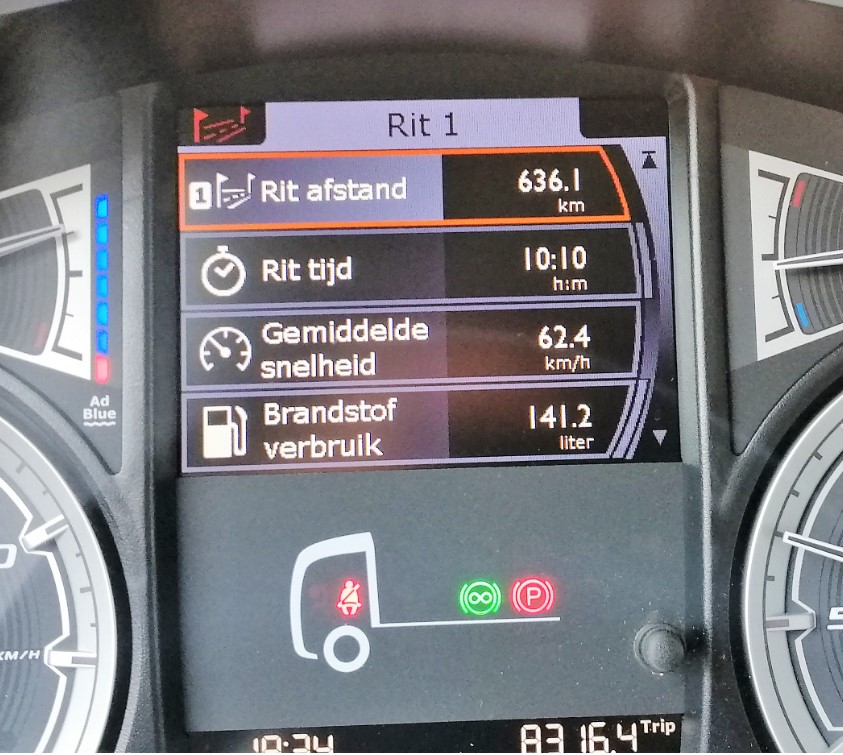 Rit 1
1 Rit afstand 636.1
km
Rit tijd 10:10
h:m
Gemiddelde
snelheid
62.4
km/h
Brandstof
verbruik
141.2
liter
Ad
Blue
P
KM/H
8316.4 Trip